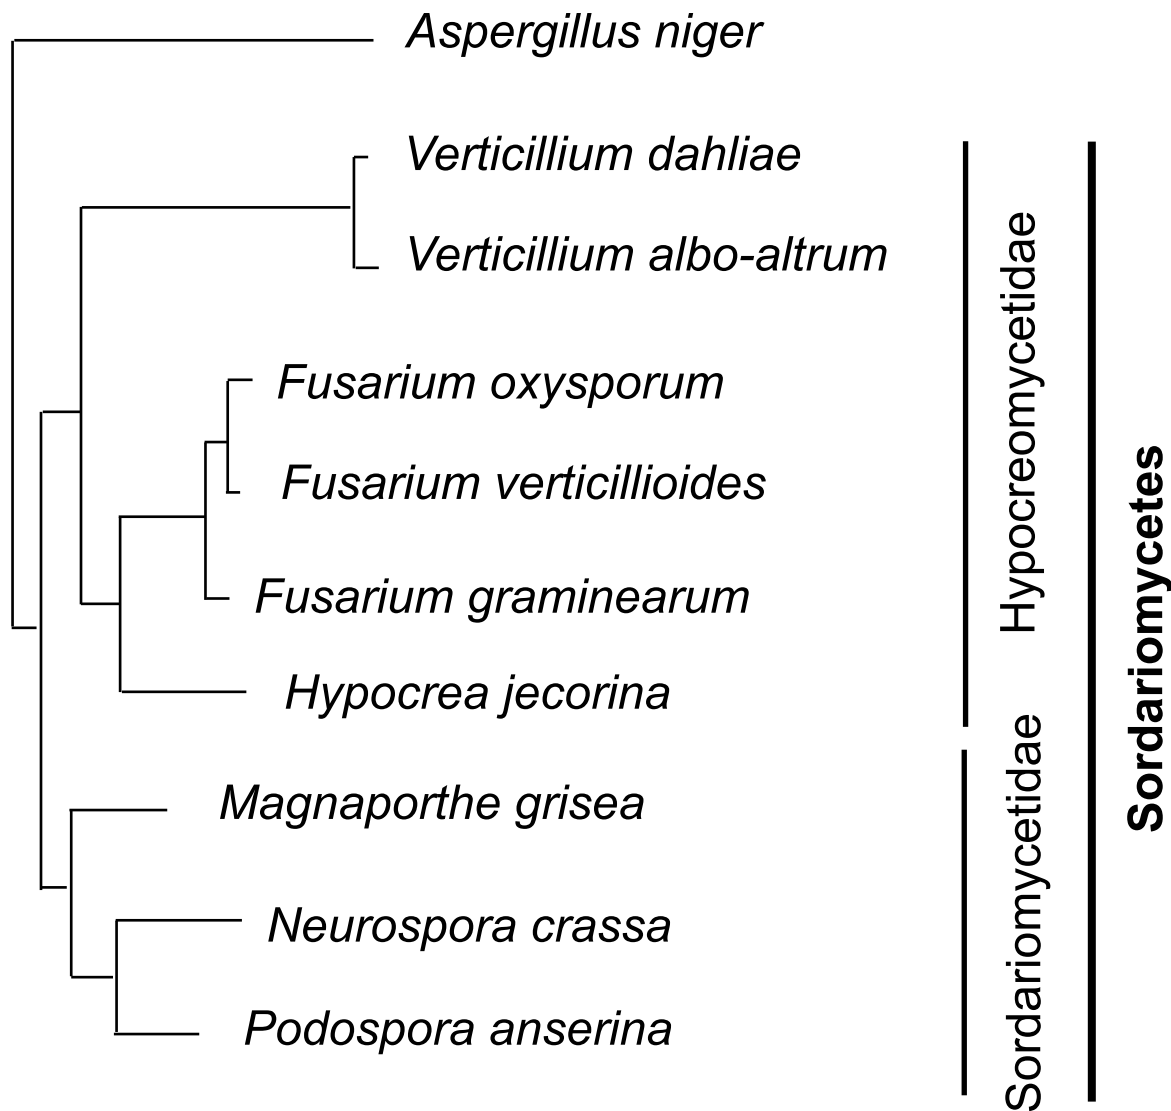 Aspergillus niger
Verticillium dahliae
Verticillium albo-altrum
Fusarium oxysporum
Fusarium verticillioides
Fusarium graminearum
Hypocrea jecorina
Magnaporthe grisea
Neurospora crassa
Podospora anserina
Hypocreomycetidae
Sordariomycetidae
Sordariomycetes